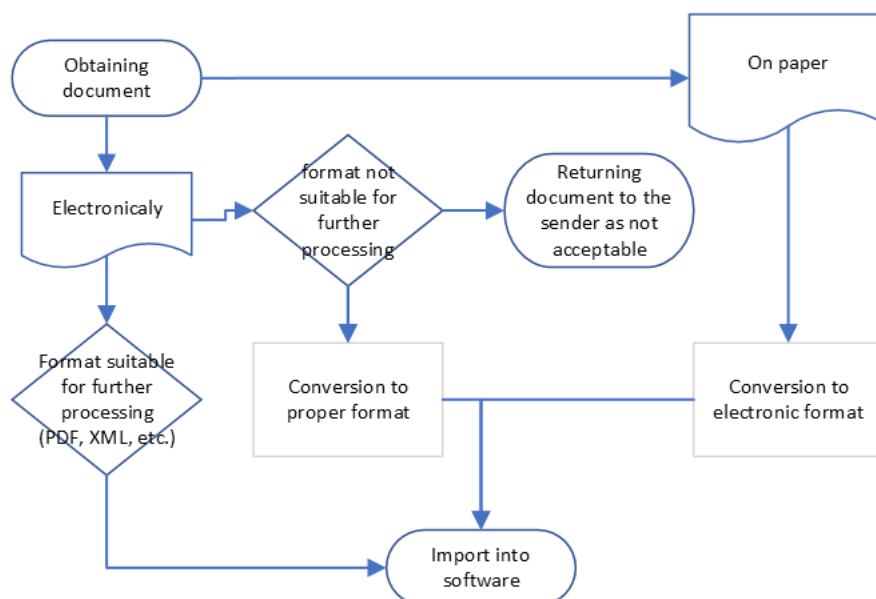 Obtaining
document
On paper
Electronicaly
format not
suitable for
further
processing
Returning
document to the
sender as not
acceptable
Format suitable
for further
processing
(PDF, XML, etc.)
Conversion to
proper format
Conversion to
electronic format
Import into
software